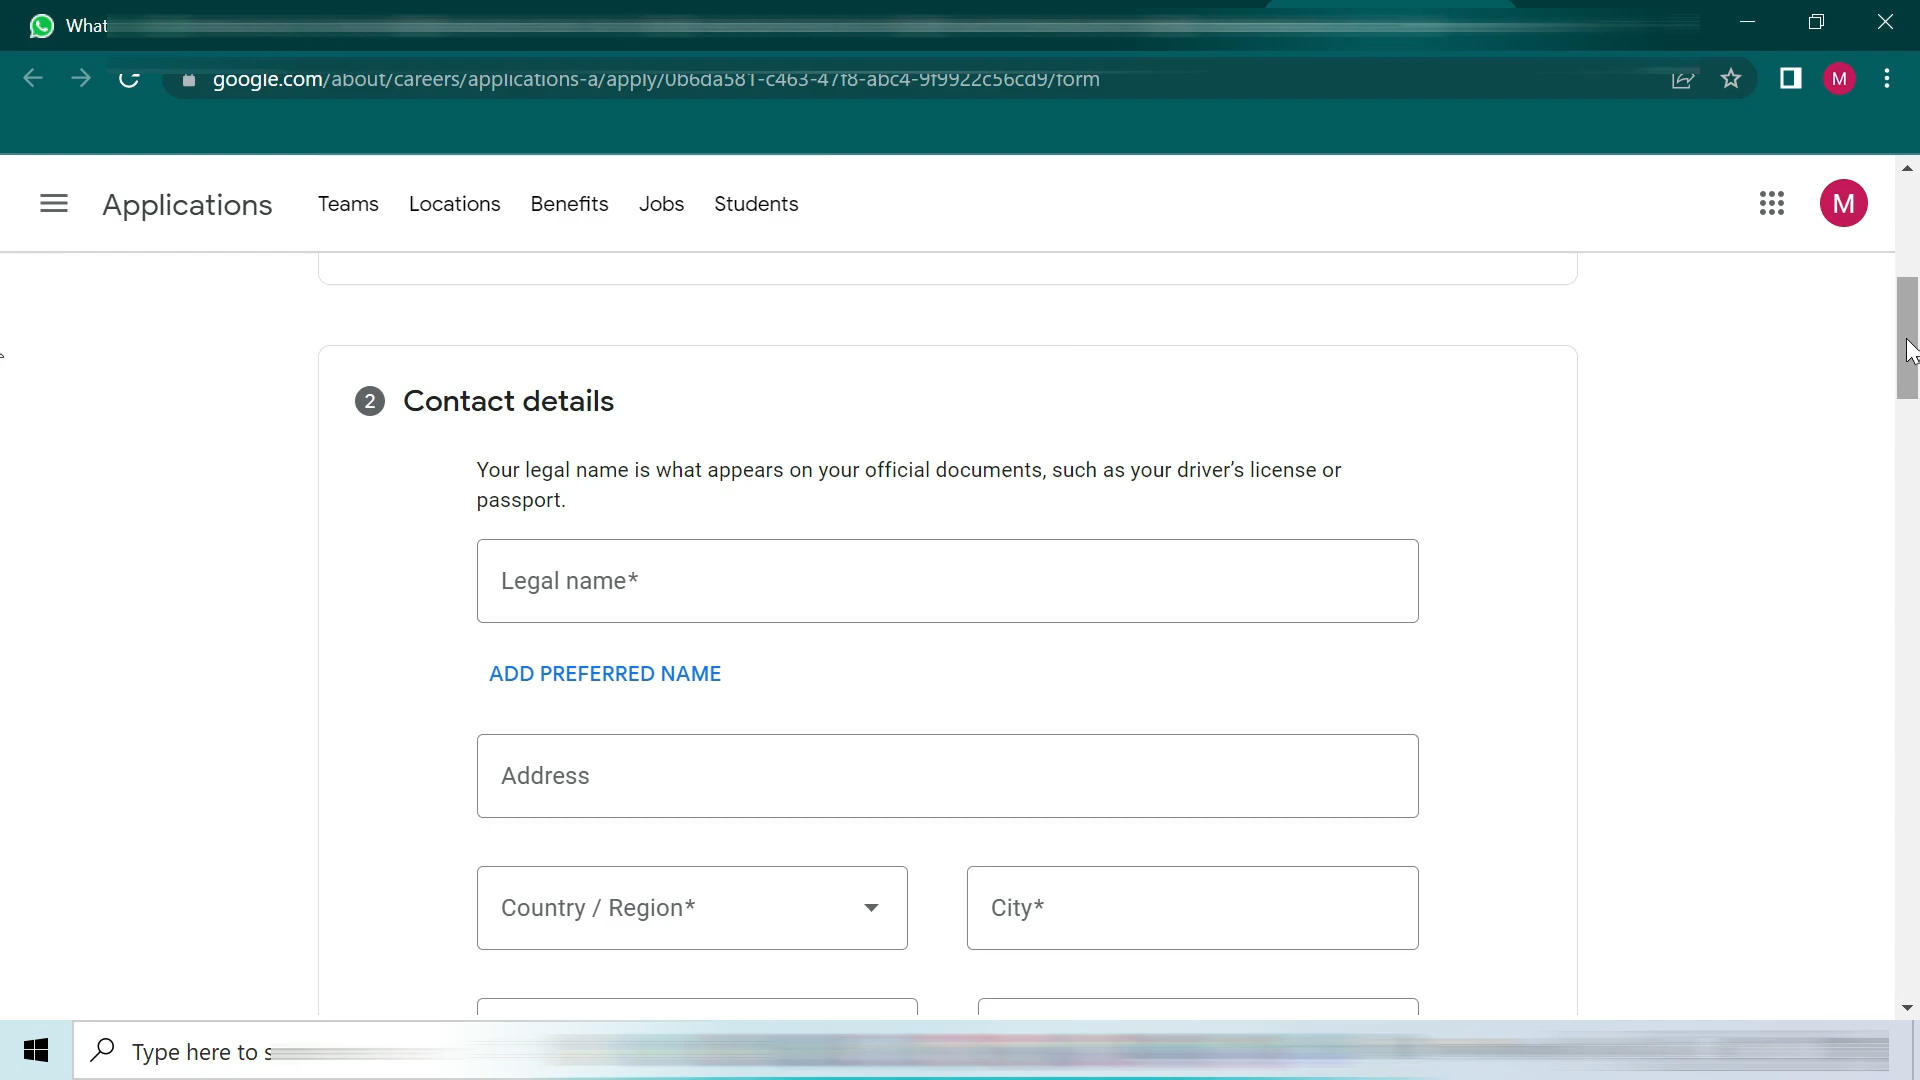 What
google.com/about/careers/applications-a/apply/0b6da581-c463-47f8-abc4-9f9922c56cd9/form
M
Applications
Teams Locations Benefits Jobs Students
M
2 Contact details
Your legal name is what appears on your official documents, such as your driver's license or
passport.
Legal name*
ADD PREFERRED NAME
Address
Country / Region* City*
Type here to s